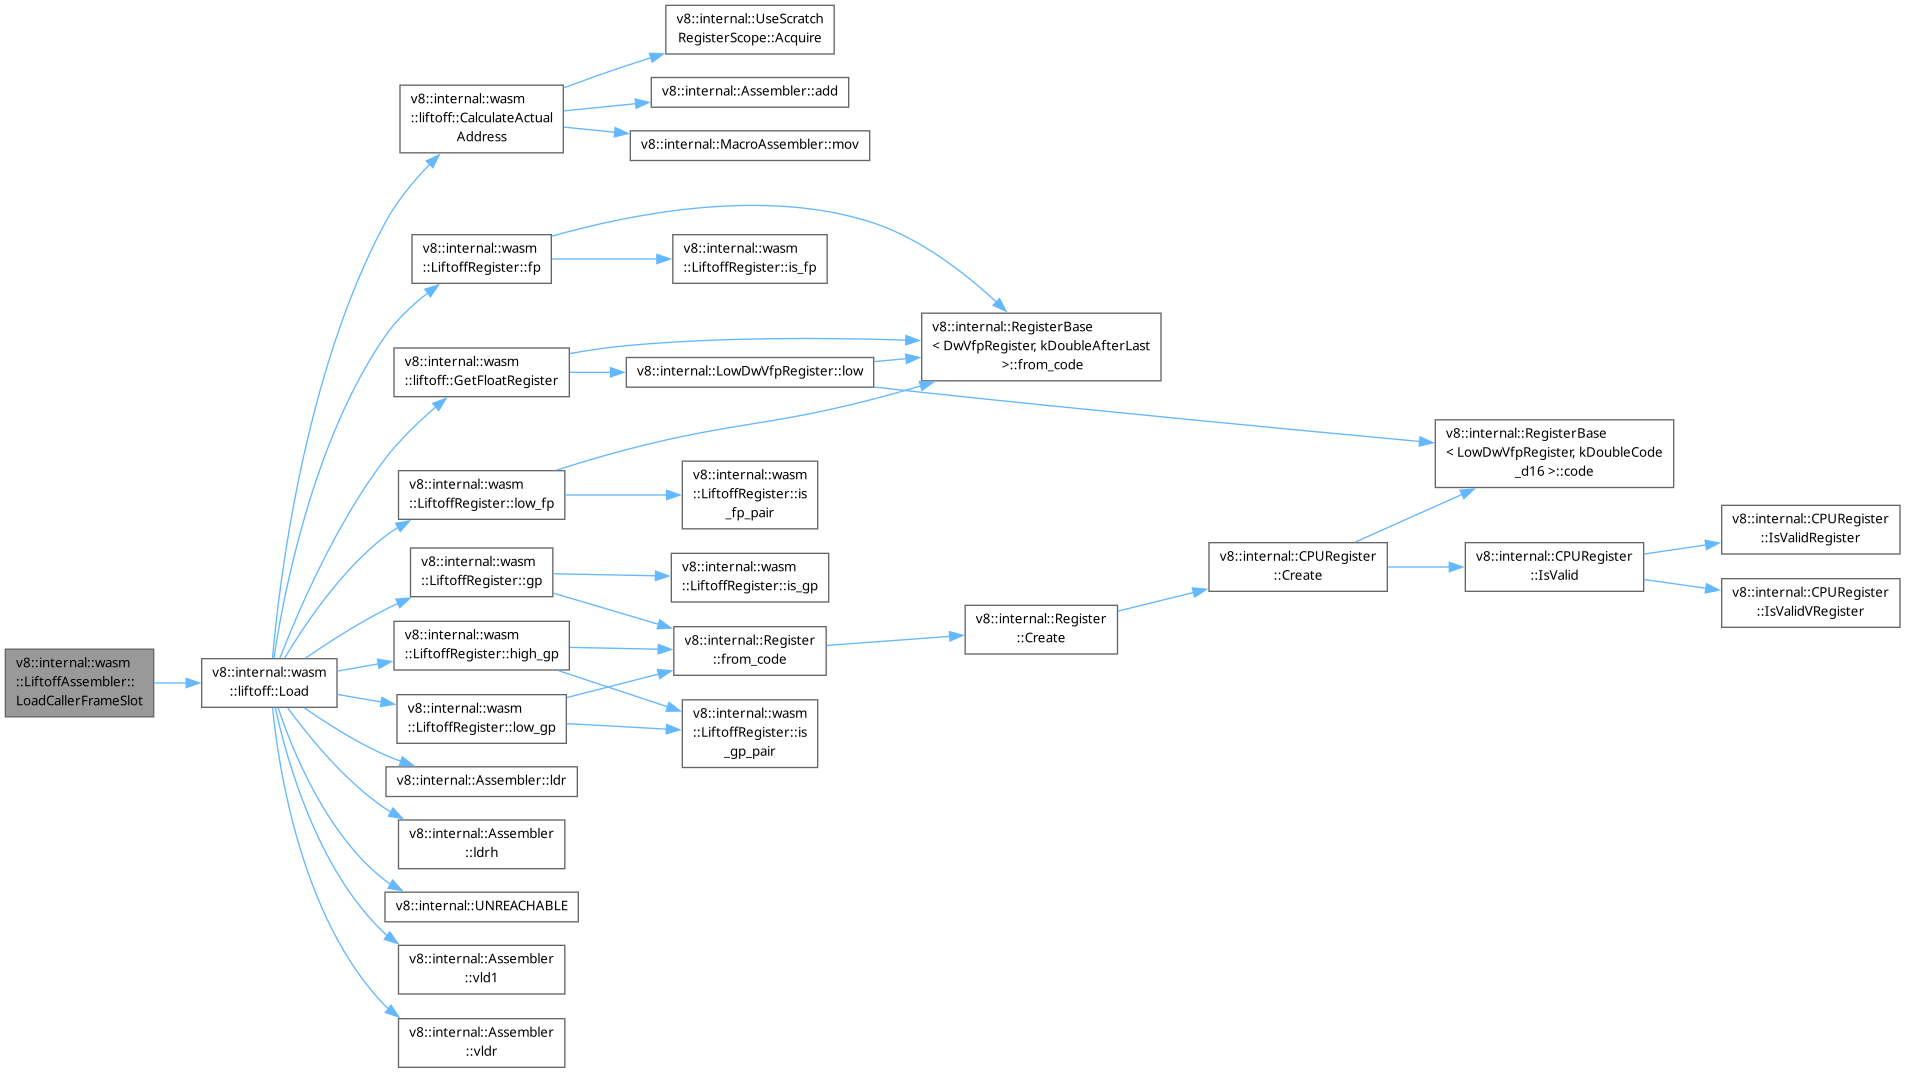 v8::internal::wasm
::LiftoffAssembler::
LoadCallerFrameSlot
v8::internal::wasm
::liftoff::Load
v8::internal::wasm
::liftoff::CalculateActual
Address
v8::internal::UseScratch
RegisterScope::Acquire
v8::internal::Assembler::add
v8::internal::MacroAssembler::mov
v8::internal::wasm
::LiftoffRegister::fp
v8::internal::wasm
::LiftoffRegister::is_fp
v8::internal::RegisterBase
< DwVfpRegister, kDoubleAfterLast
>::from_code
v8::internal::wasm
::liftoff::GetFloatRegister
v8::internal::LowDwVfpRegister::low
v8::internal::RegisterBase
< LowDwVfpRegister, kDoubleCode
_d16 >::code
v8::internal::wasm
::LiftoffRegister::low_fp
v8::internal::wasm
::LiftoffRegister::is
_fp_pair
v8::internal::wasm
::LiftoffRegister::gp
v8::internal::wasm
::LiftoffRegister::is_gp
v8::internal::Register
::from_code
v8::internal::Register
::Create
v8::internal::CPURegister
::Create
v8::internal::CPURegister
::IsValid
v8::internal::CPURegister
::IsValidRegister
v8::internal::CPURegister
::IsValidVRegister
v8::internal::wasm
::LiftoffRegister::high_gp
v8::internal::wasm
::LiftoffRegister::is
_gp_pair
v8::internal::wasm
::LiftoffRegister::low_gp
v8::internal::Assembler::ldr
v8::internal::Assembler
::ldrh
v8::internal::UNREACHABLE
v8::internal::Assembler
::vld1
v8::internal::Assembler
::vldr